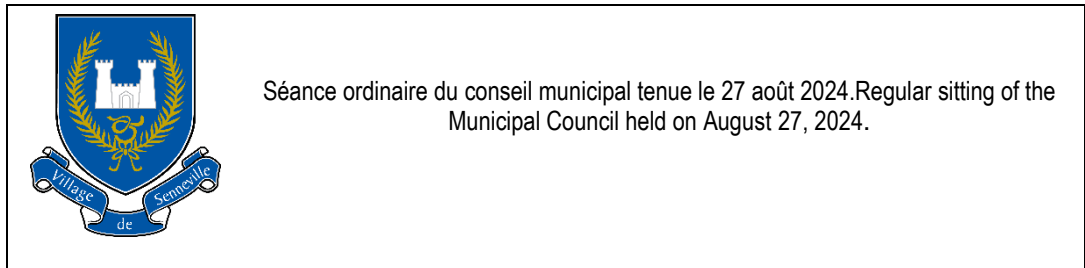 Séance ordinaire du conseil municipal tenue le 27 août 2024.Regular sitting of the
Municipal Council held on August 27, 2024.
Village
de
Senneville